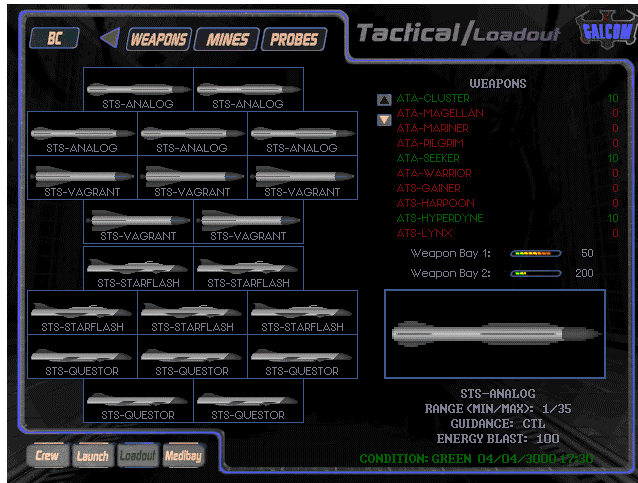 BC
WEAPONS
MINES
PROBES
Tactical/Loadout
GALCOM
STS-ANALOG STS-ANALOG
STS-ANALOG STS-ANALOG STS-ANALOG
STS-VAGRANT STS-VAGRANT STS-VAGRANT
STS-VAGRANT STS-VAGRANT
STS-STARFLASH STS-STARFLASH
STS-STARFLASH STS-STARFLASH STS-STARFLASH
STS-QUESTOR STS-QUESTOR STS-QUESTOR
STS-QUESTOR STS-QUESTOR
WEAPONS
ATA-CLUSTER 10
ATA-MAGELLAN 0
ATA-MARINER 0
ATA-PILGRIM 0
ATA-SEEKER 10
ATA-WARRIOR 0
ATS-GAINER 0
ATS-HARPOON 0
ATS-HYPERDYNE 10
ATS-LYNX 0
Weapon Bay 1: 50
Weapon Bay 2: 200
STS-ANALOG
RANGE <MIN/MAX>: 1/35
GUIDANCE: CTL
ENERGY BLAST: 100
CONDITION: GREEN 04/04/3000-17:30
Crew
Launch
Loadout
Medibay